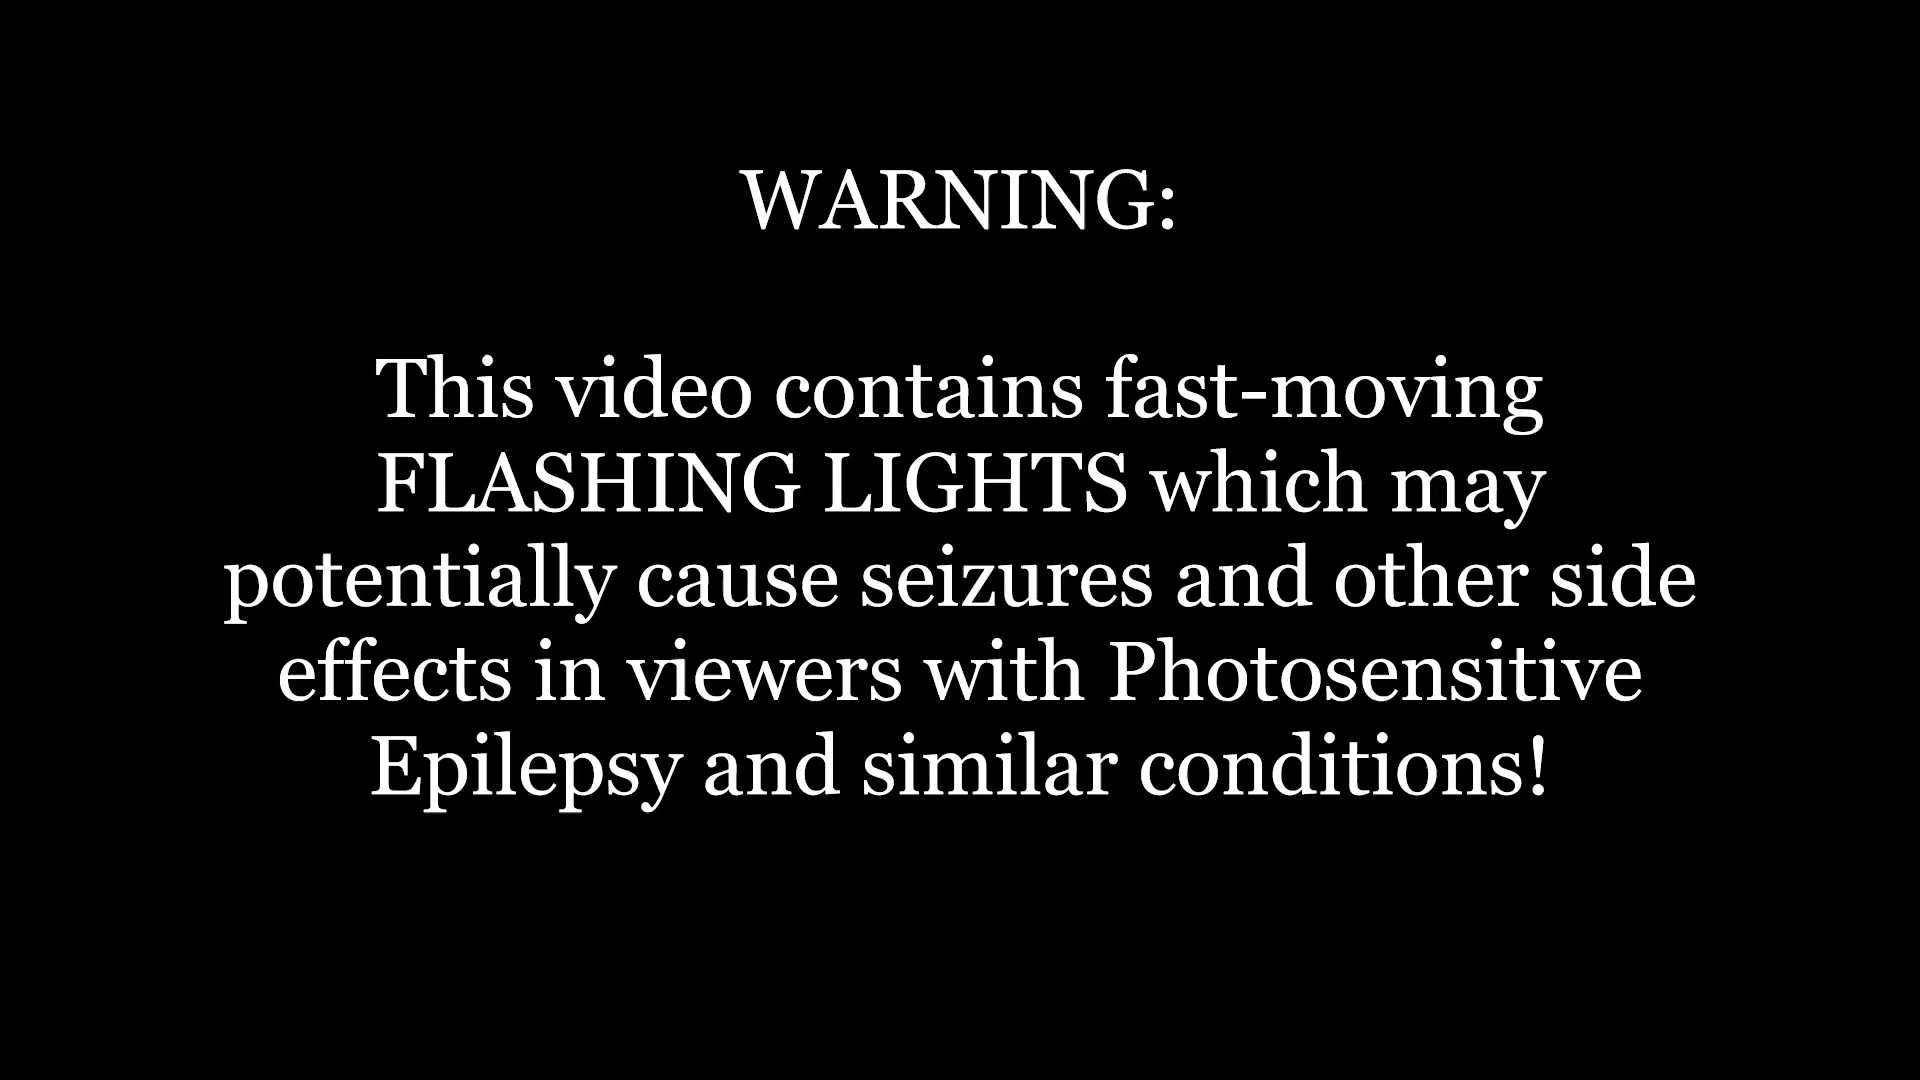 WARNING:
This video contains fast-moving
FLASHING LIGHTS which may
potentially cause seizures and other side
effects in viewers with Photosensitive
Epilepsy and similar conditions!